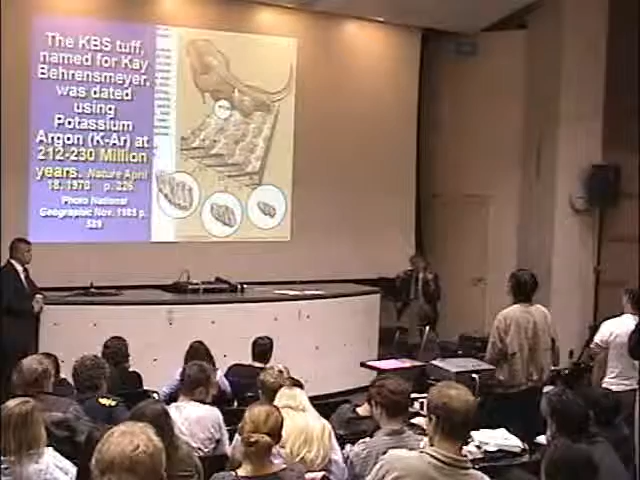 The KBS tuff,
named for Kay
Behrensmeyer,
was dated
using
Potassium
Argon (K-Ar) at
212-230 Million
years. Nature April
18, 1970 p. 226
Photo National
Geographic Nov. 1985 p.
589